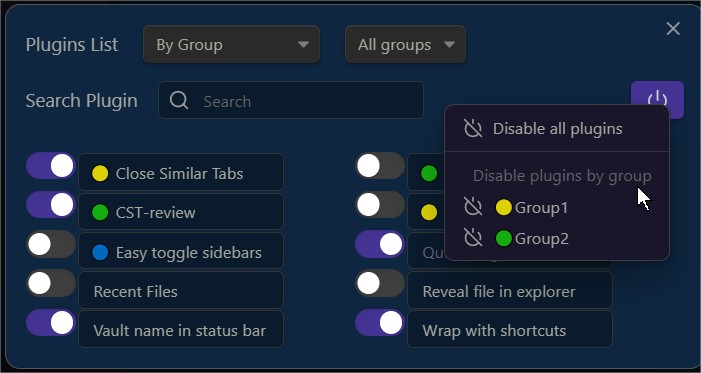 Plugins List
By Group
All groups
Search Plugin
Search
Disable all plugins
Disable plugins by group
Group1
Group2
Close Similar Tabs
CST-review
Easy toggle sidebars
Recent Files
Reveal file in explorer
Vault name in status bar
Wrap with shortcuts